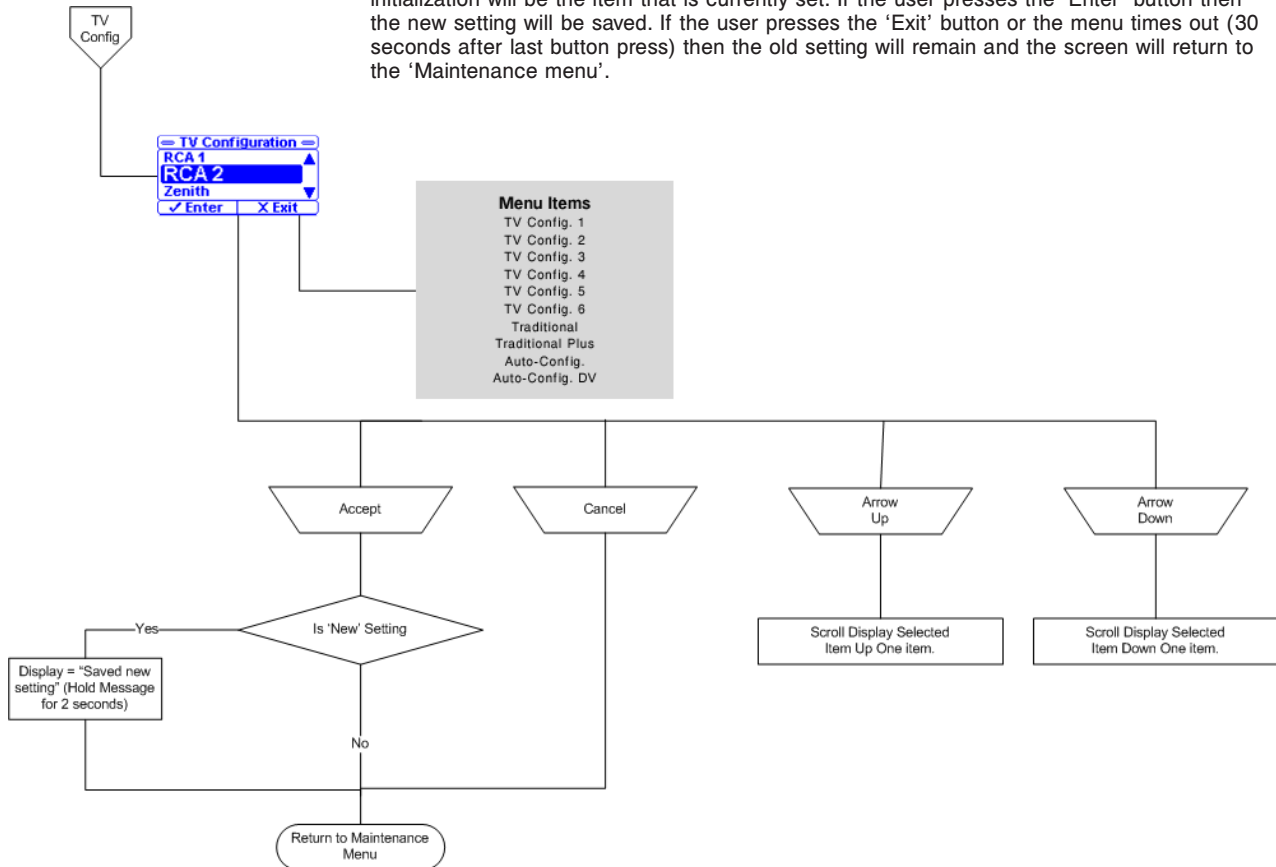 initialization will be the item that is currently set. If the user presses the ‘Enter’ button then
the new setting will be saved. If the user presses the ‘Exit’ button or the menu times out (30
seconds after last button press) then the old setting will remain and the screen will return to
the ‘Maintenance menu’.
TV
Config
TV Configuration
RCA 1
RCA 2
Zenith
✓ Enter X Exit
Menu Items
TV Config. 1
TV Config. 2
TV Config. 3
TV Config. 4
TV Config. 5
TV Config. 6
Traditional
Traditional Plus
Auto-Config.
Auto-Config. DV
Accept
Cancel
Arrow
Up
Arrow
Down
Is ‘New’ Setting
Yes
No
Display = “Saved new
setting” (Hold Message
for 2 seconds)
Scroll Display Selected
Item Up One item.
Scroll Display Selected
Item Down One item.
Return to Maintenance
Menu